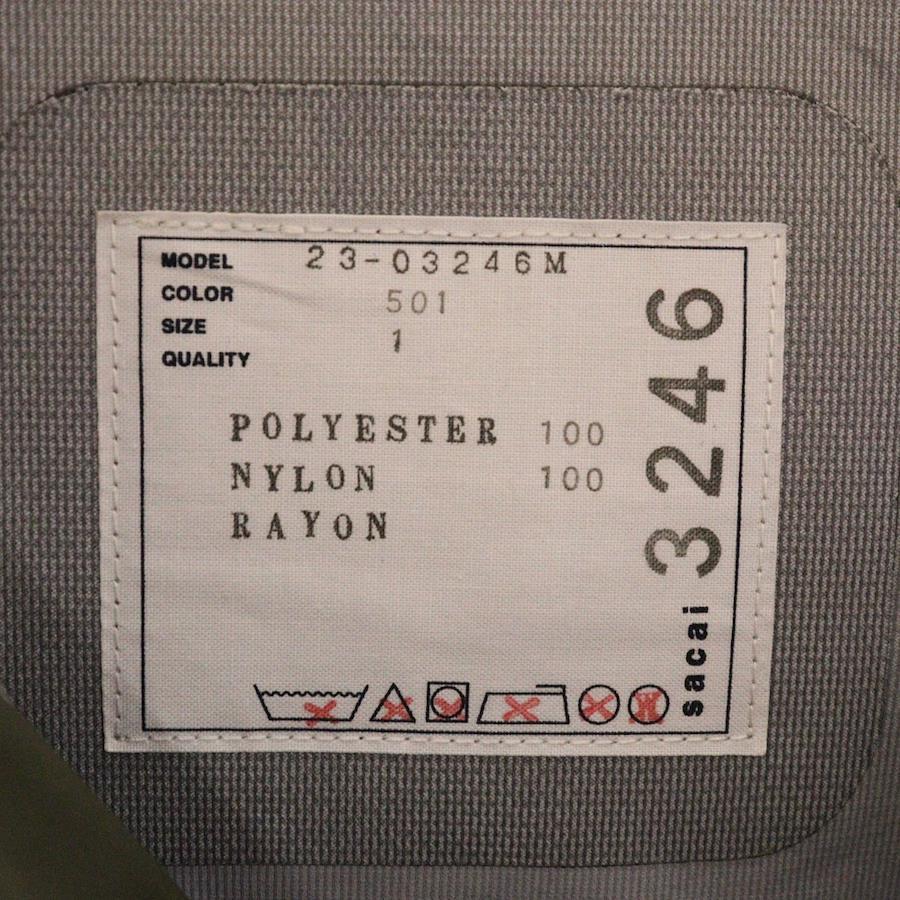 MODEL 23-03246M
COLOR 501
SIZE 1
QUALITY
POLYESTER 100
NYLON 100
RAYON
sacai 3246